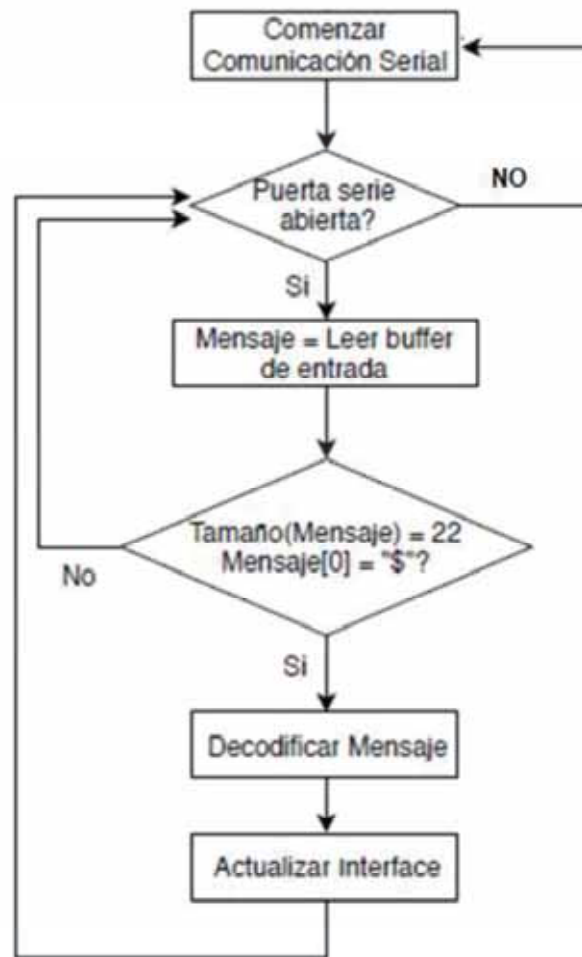 Comenzar
Comunicación Serial
Puerta serie
abierta?
NO
Si
Mensaje = Leer buffer
de entrada
Tamaño(Mensaje) = 22
Mensaje[0] = "$"?
No
Si
Decodificar Mensaje
Actualizar Interface